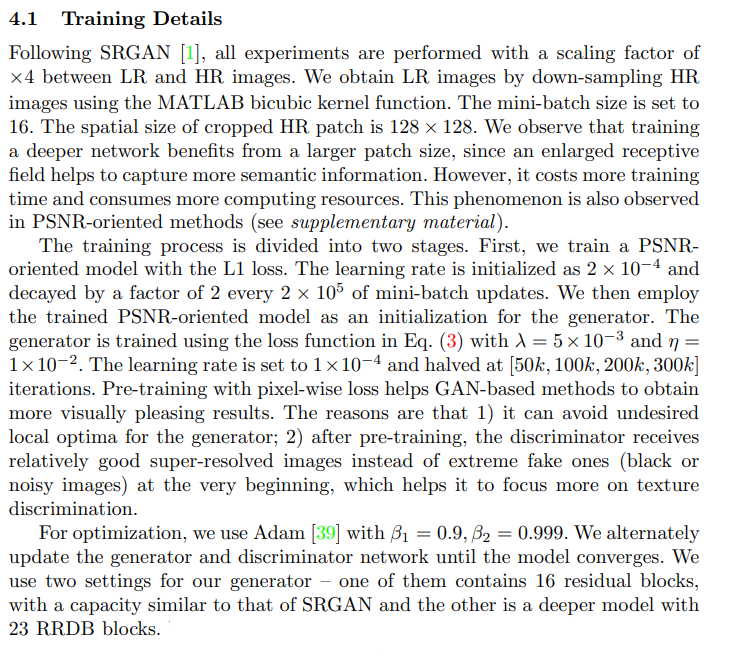 4.1 Training Details
Following SRGAN [1], all experiments are performed with a scaling factor of
×4 between LR and HR images. We obtain LR images by down-sampling HR
images using the MATLAB bicubic kernel function. The mini-batch size is set to
16. The spatial size of cropped HR patch is 128 × 128. We observe that training
a deeper network benefits from a larger patch size, since an enlarged receptive
field helps to capture more semantic information. However, it costs more training
time and consumes more computing resources. This phenomenon is also observed
in PSNR-oriented methods (see supplementary material).
The training process is divided into two stages. First, we train a PSNR-
oriented model with the L1 loss. The learning rate is initialized as 2 × 10⁻⁴ and
decayed by a factor of 2 every 2 × 10⁵ of mini-batch updates. We then employ
the trained PSNR-oriented model as an initialization for the generator. The
generator is trained using the loss function in Eq. (3) with λ = 5 × 10⁻³ and η =
1×10⁻². The learning rate is set to 1×10⁻⁴ and halved at [50k, 100k, 200k, 300k]
iterations. Pre-training with pixel-wise loss helps GAN-based methods to obtain
more visually pleasing results. The reasons are that 1) it can avoid undesired
local optima for the generator; 2) after pre-training, the discriminator receives
relatively good super-resolved images instead of extreme fake ones (black or
noisy images) at the very beginning, which helps it to focus more on texture
discrimination.
For optimization, we use Adam [39] with β₁ = 0.9, β₂ = 0.999. We alternately
update the generator and discriminator network until the model converges. We
use two settings for our generator – one of them contains 16 residual blocks,
with a capacity similar to that of SRGAN and the other is a deeper model with
23 RRDB blocks.